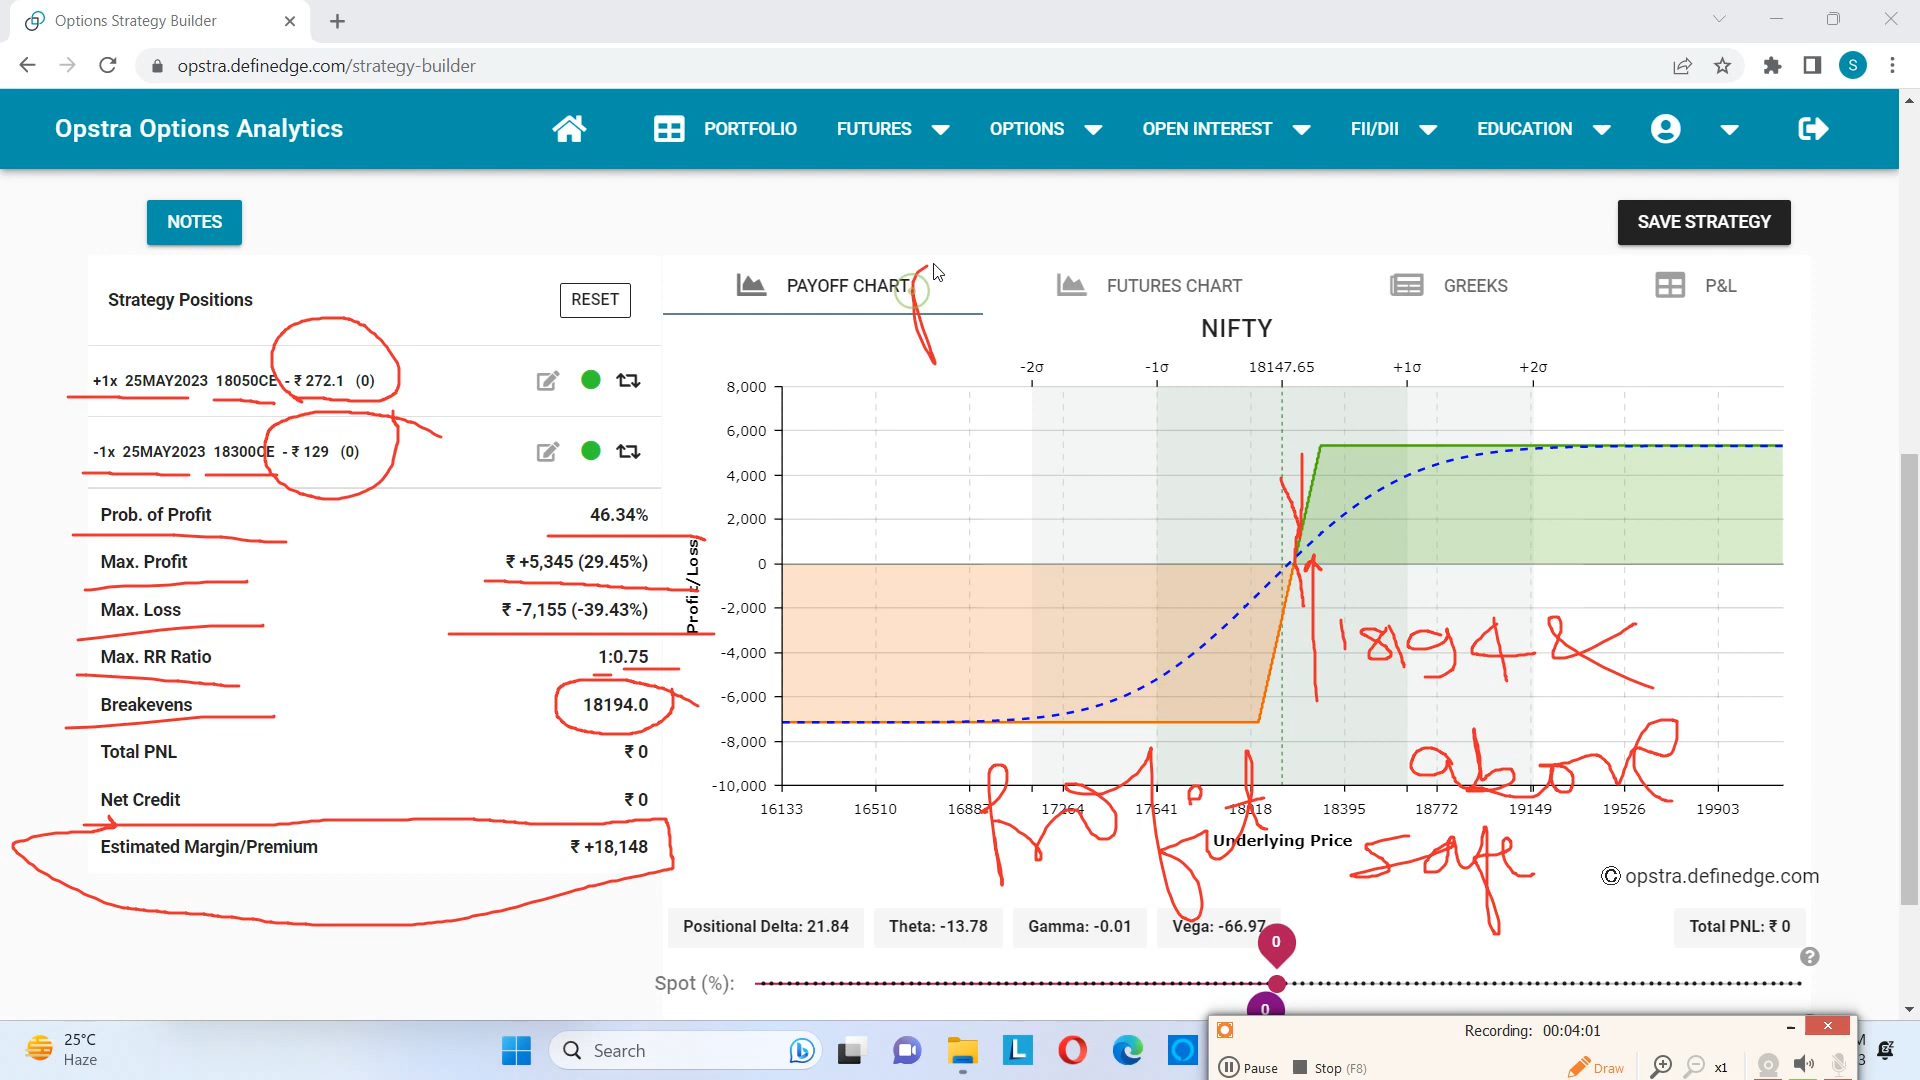 Options Strategy Builder
opstra.definedge.com/strategy-builder
S
Opstra Options Analytics
PORTFOLIO
FUTURES
OPTIONS
OPEN INTEREST
FII/DII
EDUCATION
NOTES
SAVE STRATEGY
Strategy Positions
RESET
PAYOFF CHART
FUTURES CHART
GREEKS
P&L
NIFTY
+1x 25MAY2023 18050CE - ₹ 272.1 (0)
-1x 25MAY2023 18300CE - ₹ 129 (0)
Prob. of Profit 46.34%
Max. Profit ₹ +5,345 (29.45%)
Max. Loss ₹ -7,155 (-39.43%)
Max. RR Ratio 1:0.75
Breakevens 18194.0
Total PNL ₹ 0
Net Credit ₹ 0
Estimated Margin/Premium ₹ +18,148
-2σ -1σ 18147.65 +1σ +2σ
8,000
6,000
4,000
2,000
0
-2,000
-4,000
-6,000
-8,000
-10,000
Profit/Loss
16133 16510 16887 17264 17641 18018 18395 18772 19149 19526 19903
Underlying Price
18194 &
above
safe
Profit
© opstra.definedge.com
Positional Delta: 21.84
Theta: -13.78
Gamma: -0.01
Vega: -66.97
Total PNL: ₹ 0
0
Spot (%):
0
25°C
Haze
Search
Recording: 00:04:01
Pause
Stop (F8)
Draw
x1